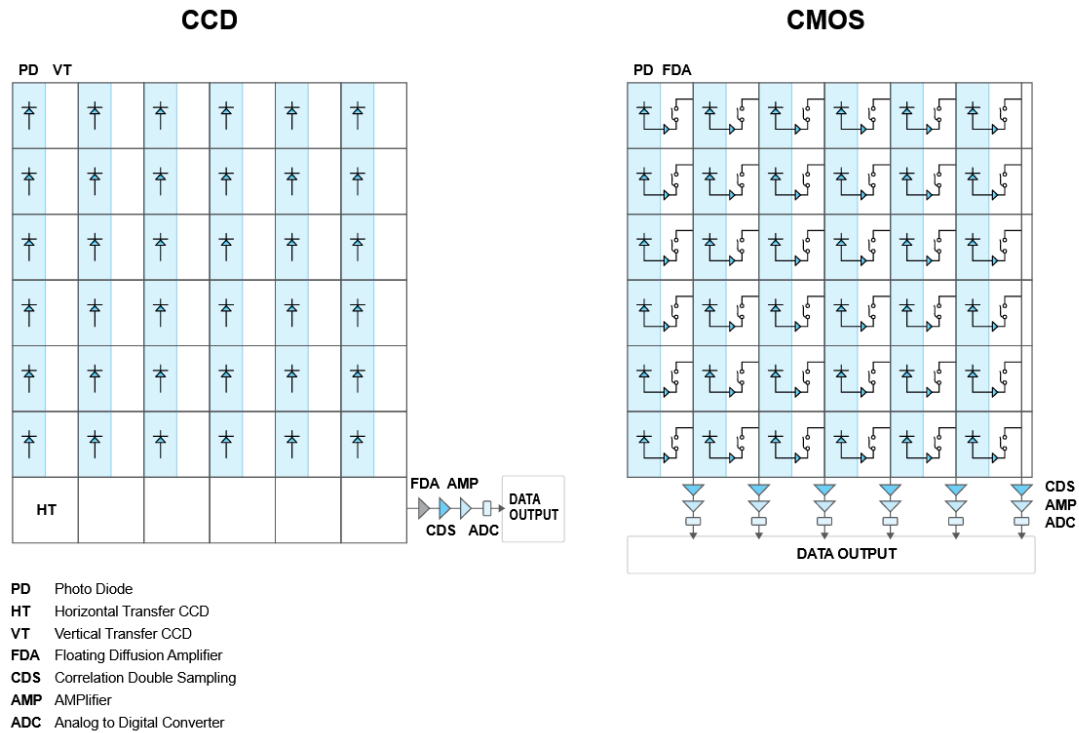 CCD
CMOS
PD VT
PD FDA
HT
FDA AMP
CDS ADC
DATA
OUTPUT
CDS
AMP
ADC
DATA OUTPUT
PD Photo Diode
HT Horizontal Transfer CCD
VT Vertical Transfer CCD
FDA Floating Diffusion Amplifier
CDS Correlation Double Sampling
AMP AMPlifier
ADC Analog to Digital Converter